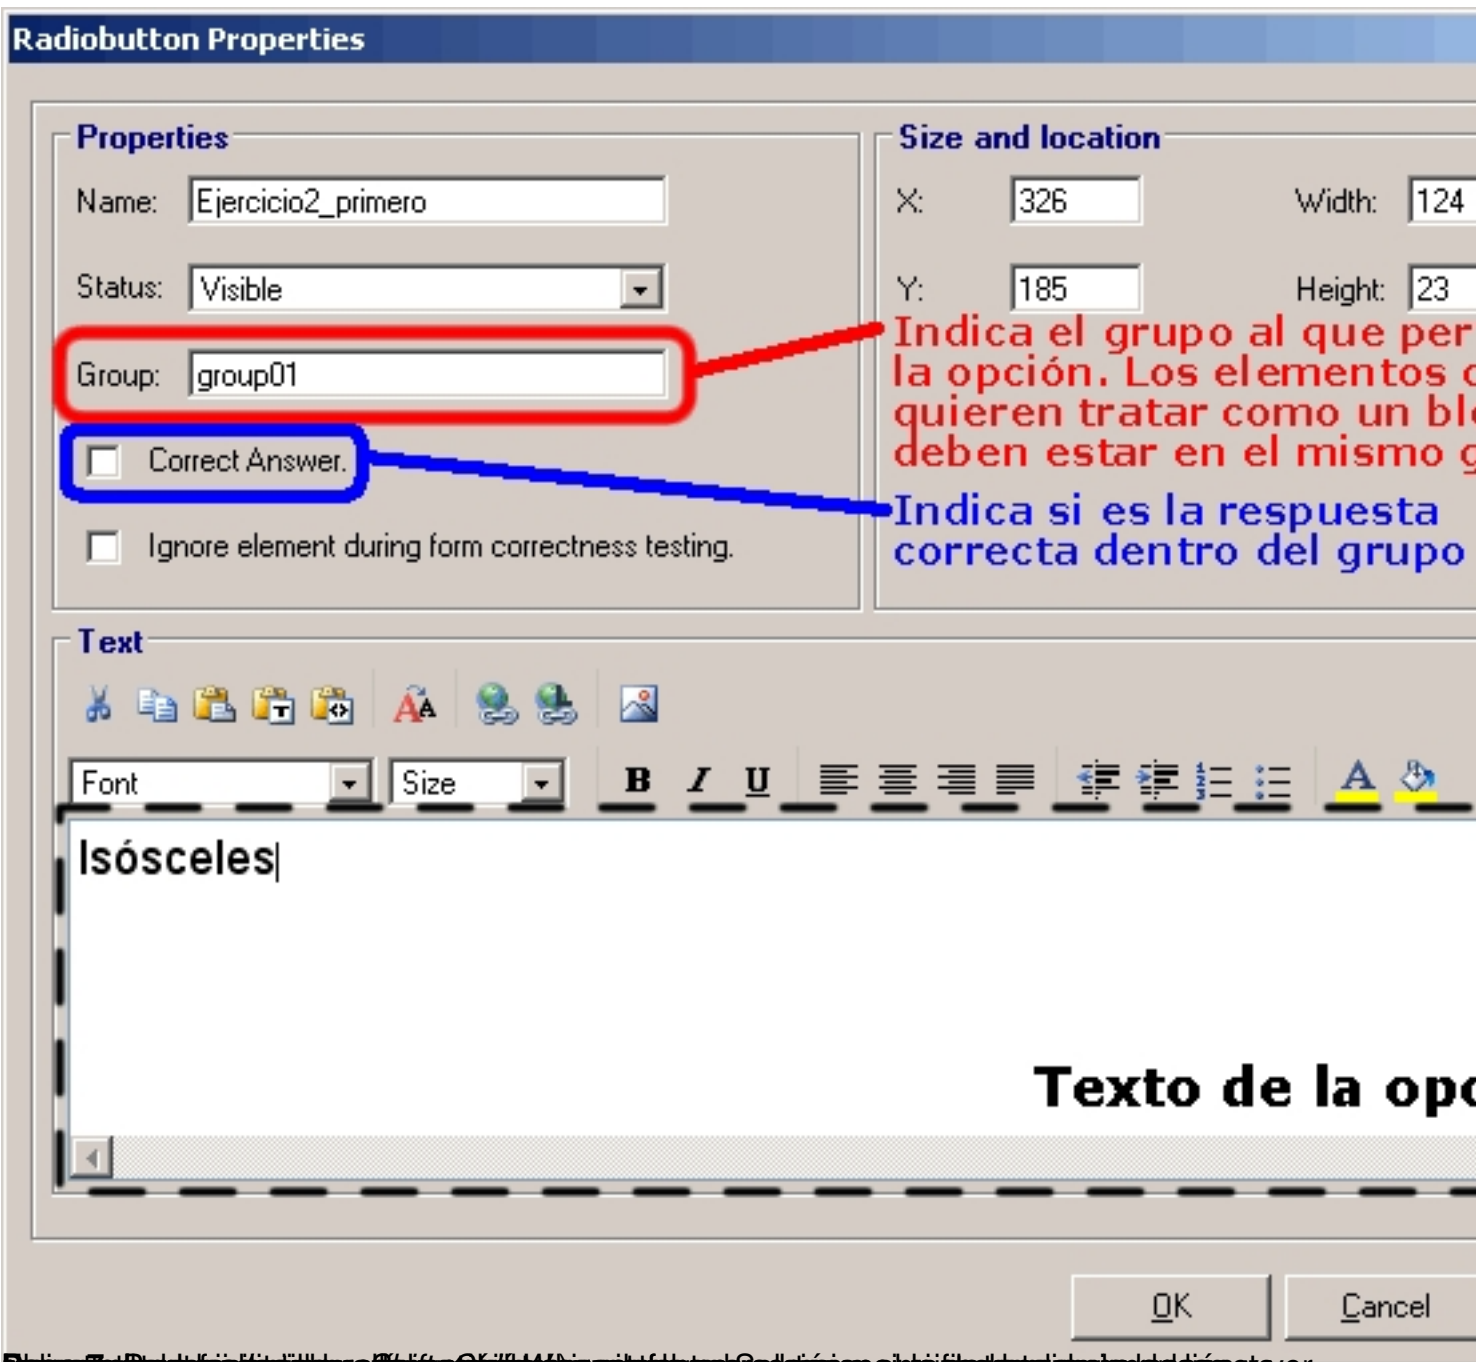 Radiobutton Properties
Properties
Name: Ejercicio2_primero
Status: Visible
Group: group01
Correct Answer.
Ignore element during form correctness testing.
Size and location
X: 326 Width: 124
Y: 185 Height: 23
Indica el grupo al que per
la opción. Los elementos
quieren tratar como un
deben estar en el mismo
Indica si es la respuesta
correcta dentro del grupo
Text
Font Size B I U
Isósceles
Texto de la
OK Cancel